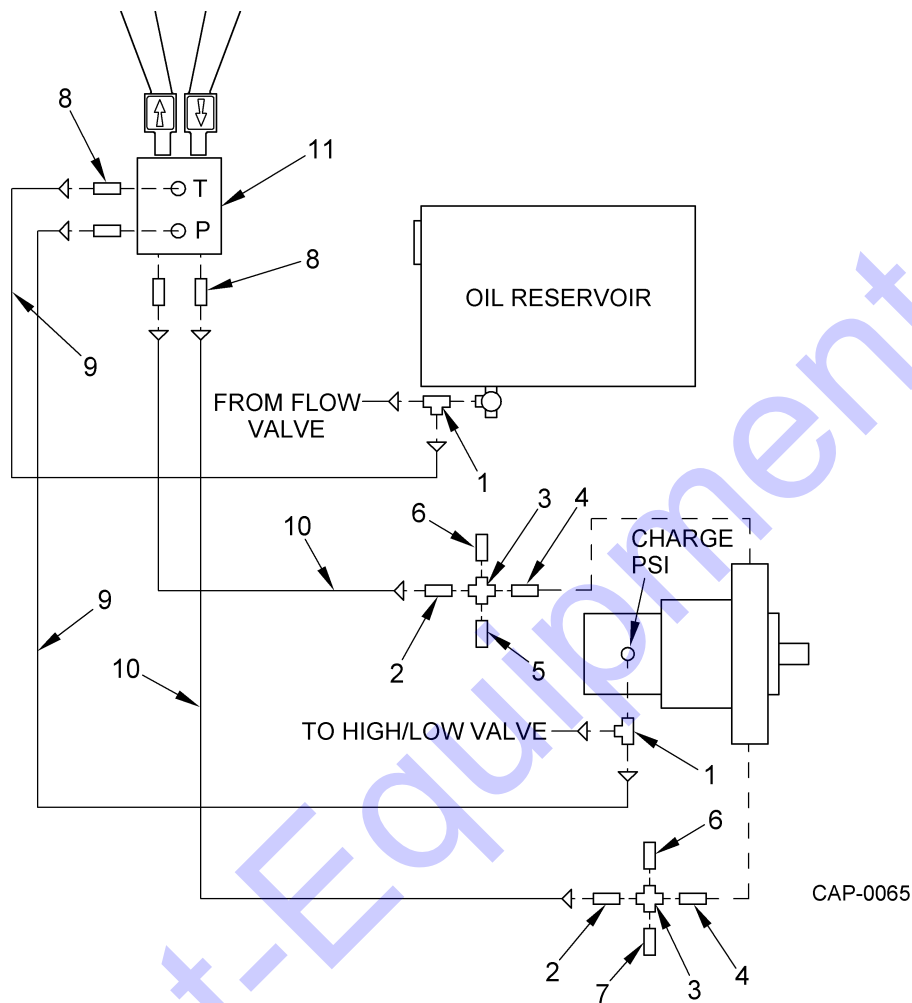 8
11
T
P
8
OIL RESERVOIR
9
FROM FLOW
VALVE
1
3
4
6
CHARGE
PSI
10
9
2
5
10
TO HIGH/LOW VALVE
1
6
CAP-0065
2
7
3
4
t-Equipment